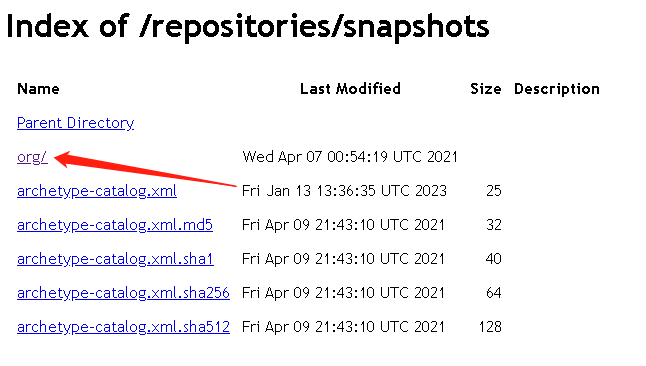 Index of /repositories/snapshots
Name Last Modified Size Description
Parent Directory
org/ Wed Apr 07 00:54:19 UTC 2021
archetype-catalog.xml Fri Jan 13 13:36:35 UTC 2023 25
archetype-catalog.xml.md5 Fri Apr 09 21:43:10 UTC 2021 32
archetype-catalog.xml.sha1 Fri Apr 09 21:43:10 UTC 2021 40
archetype-catalog.xml.sha256 Fri Apr 09 21:43:10 UTC 2021 64
archetype-catalog.xml.sha512 Fri Apr 09 21:43:10 UTC 2021 128